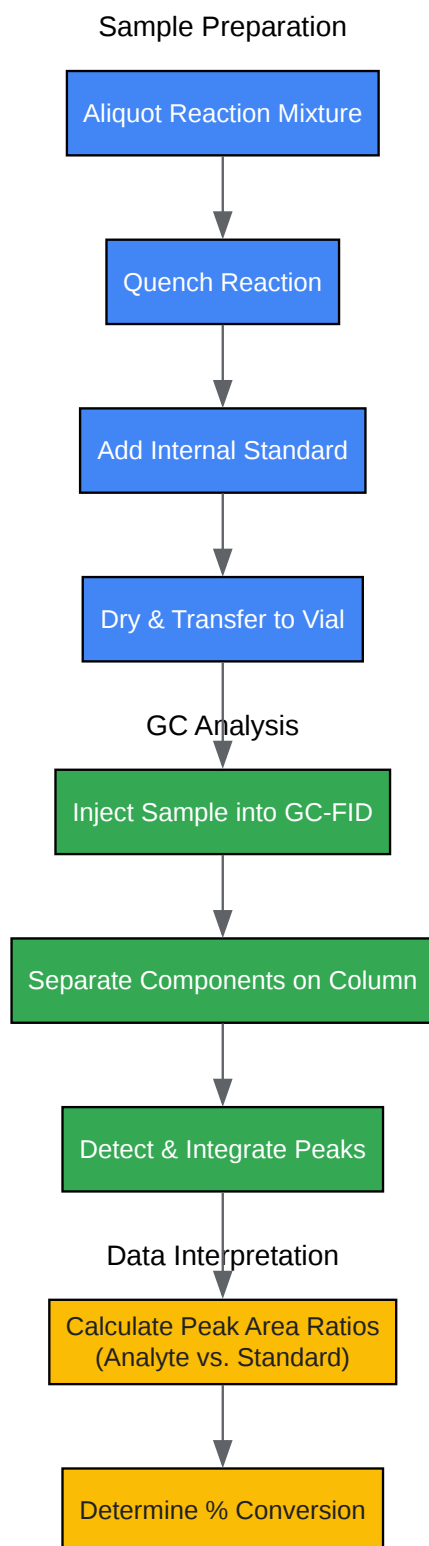 Sample Preparation
Aliquot Reaction Mixture
Quench Reaction
Add Internal Standard
Dry & Transfer to Vial
GC Analysis
Inject Sample into GC-FID
Separate Components on Column
Detect & Integrate Peaks
Data Interpretation
Calculate Peak Area Ratios
(Analyte vs. Standard)
Determine % Conversion